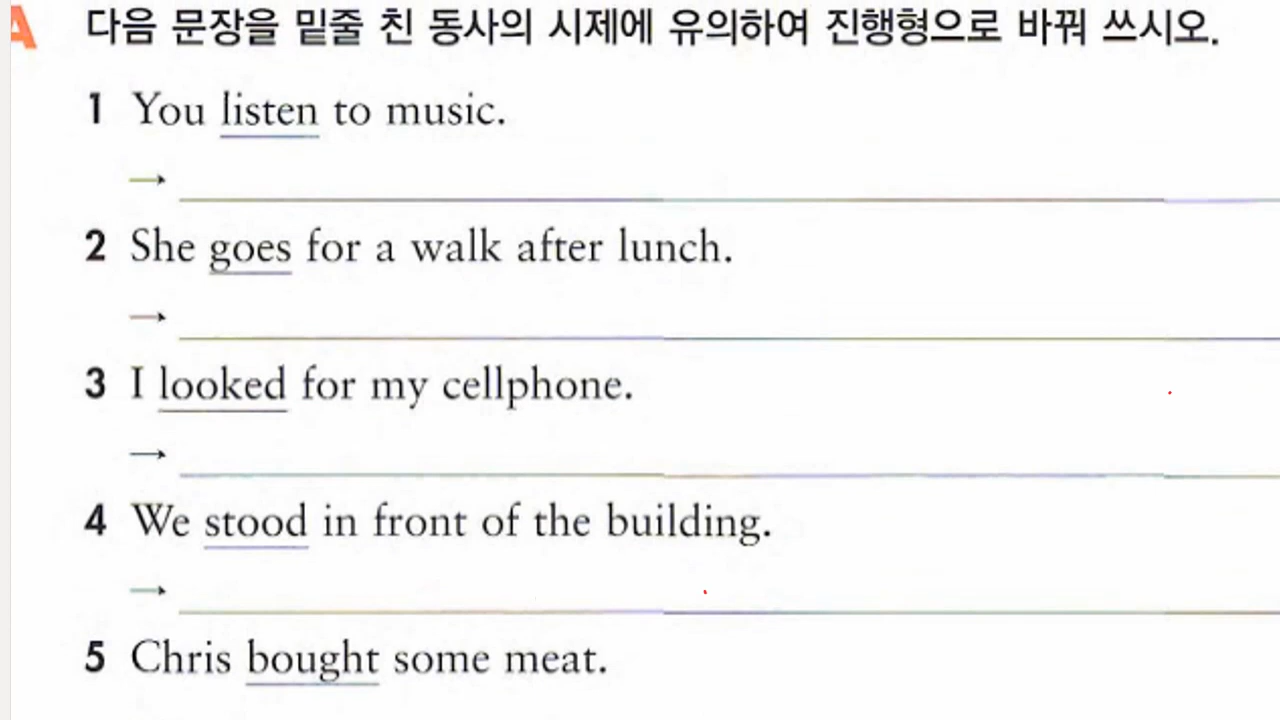 A 다음 문장을 밑줄 친 동사의 시제에 유의하여 진행형으로 바꿔 쓰시오.
1 You listen to music.
→
2 She goes for a walk after lunch.
→
3 I looked for my cellphone.
→
4 We stood in front of the building.
→
5 Chris bought some meat.